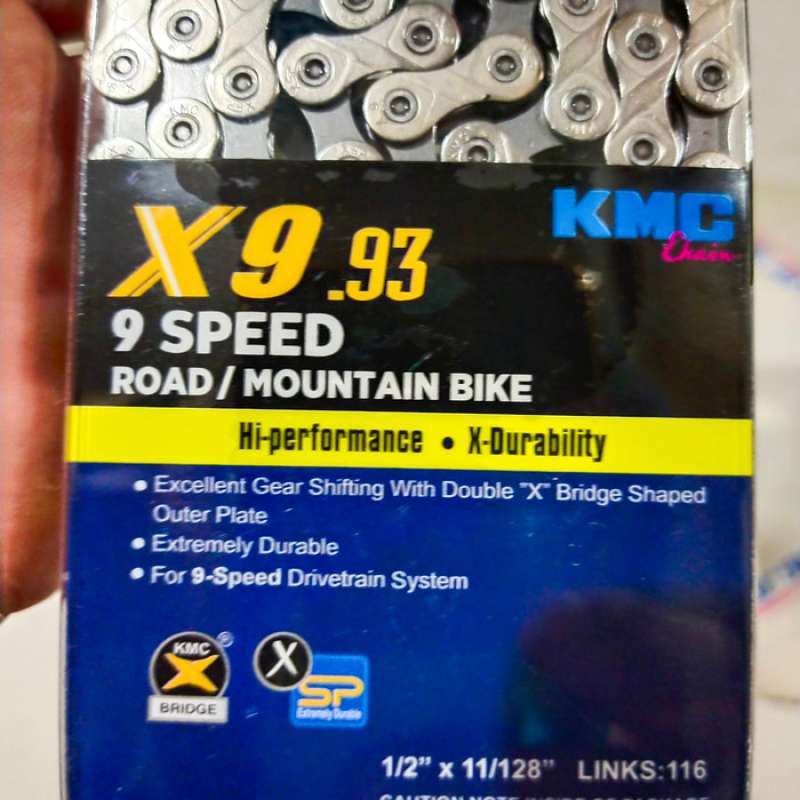 KMC
X9.93
KMC
Chain
9 SPEED
ROAD / MOUNTAIN BIKE
Hi-performance • X-Durability
• Excellent Gear Shifting With Double "X" Bridge Shaped
Outer Plate
• Extremely Durable
• For 9-Speed Drivetrain System
KMC
X
BRIDGE
®
X
SP
Extremely Durable
1/2" x 11/128" LINKS:116